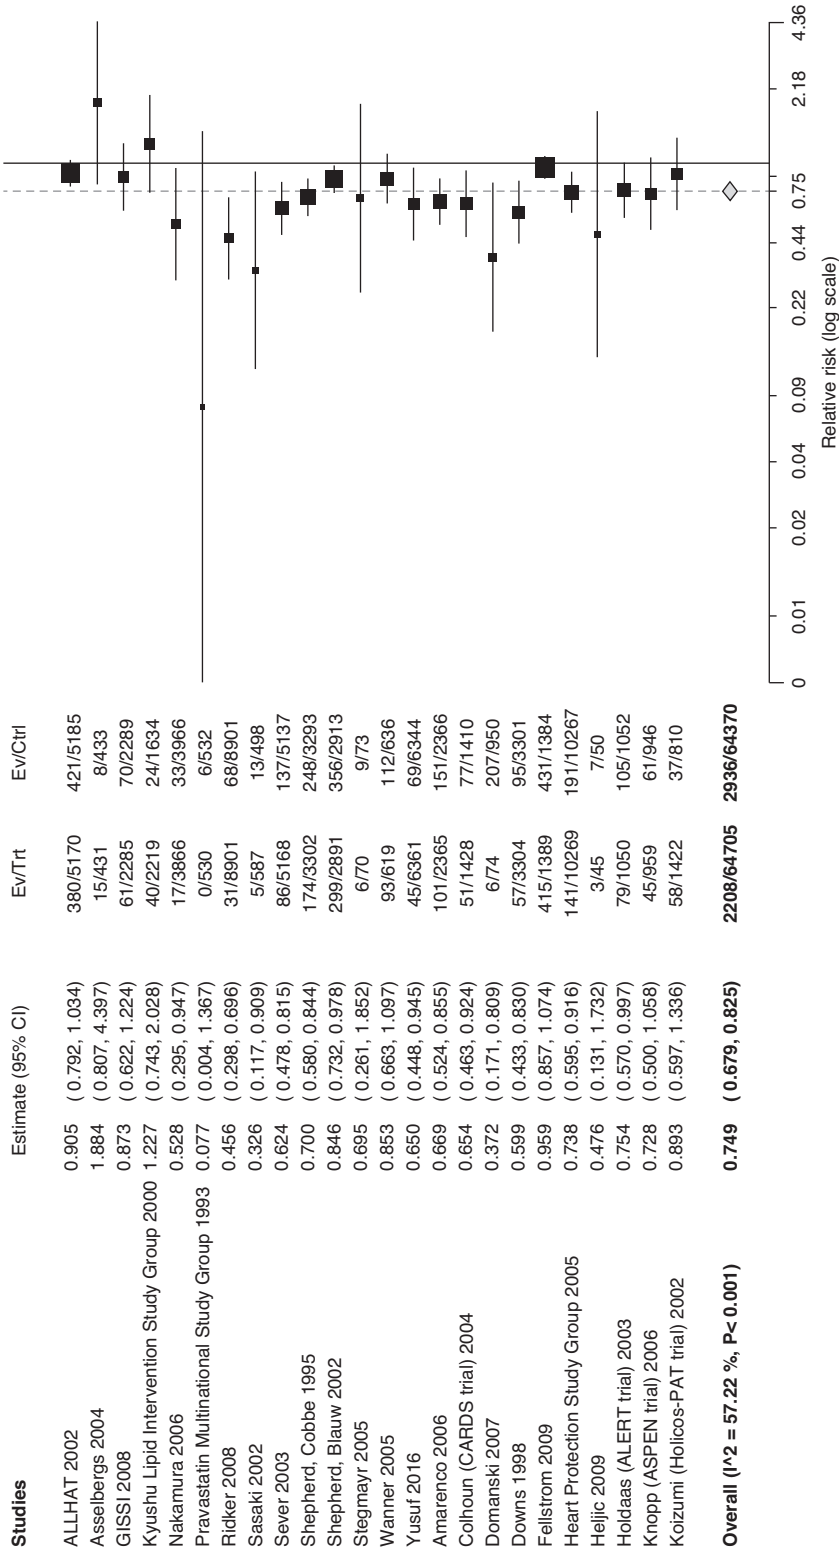 Studies Estimate (95% CI) Ev/Trt Ev/Ctrl
ALLHAT 2002 0.905 ( 0.792, 1.034) 380/5170 421/5185
Asselbergs 2004 1.884 ( 0.807, 4.397) 15/431 8/433
GISSI 2008 0.873 ( 0.622, 1.224) 61/2285 70/2289
Kyushu Lipid Intervention Study Group 2000 1.227 ( 0.743, 2.028) 40/2219 24/1634
Nakamura 2006 0.528 ( 0.295, 0.947) 17/3866 33/3966
Pravastatin Multinational Study Group 1993 0.077 ( 0.004, 1.367) 0/530 6/532
Ridker 2008 0.456 ( 0.298, 0.696) 31/8901 68/8901
Sasaki 2002 0.326 ( 0.117, 0.909) 5/587 13/498
Sever 2003 0.624 ( 0.478, 0.815) 86/5168 137/5137
Shepherd, Cobbe 1995 0.700 ( 0.580, 0.844) 174/3302 248/3293
Shepherd, Blauw 2002 0.846 ( 0.732, 0.978) 299/2891 356/2913
Stegmayr 2005 0.695 ( 0.261, 1.852) 6/70 9/73
Wanner 2005 0.853 ( 0.663, 1.097) 93/619 112/636
Yusuf 2016 0.650 ( 0.448, 0.945) 45/6361 69/6344
Amarenco 2006 0.669 ( 0.524, 0.855) 101/2365 151/2366
Colhoun (CARDS trial) 2004 0.654 ( 0.463, 0.924) 51/1428 77/1410
Domanski 2007 0.372 ( 0.171, 0.809) 6/74 207/950
Downs 1998 0.599 ( 0.433, 0.830) 57/3304 95/3301
Fellstrom 2009 0.959 ( 0.857, 1.074) 415/1389 431/1384
Heart Protection Study Group 2005 0.738 ( 0.595, 0.916) 141/10269 191/10267
Heljic 2009 0.476 ( 0.131, 1.732) 3/45 7/50
Holdaas (ALERT trial) 2003 0.754 ( 0.570, 0.997) 79/1050 105/1052
Knopp (ASPEN trial) 2006 0.728 ( 0.500, 1.058) 45/959 61/946
Koizumi (Holicos-PAT trial) 2002 0.893 ( 0.597, 1.336) 58/1422 37/810
Overall (I^2 = 57.22 %, P< 0.001) 0.749 ( 0.679, 0.825) 2208/64705 2936/64370
0 0.01 0.02 0.04 0.09 0.22 0.44 0.75 2.18 4.36
Relative risk (log scale)